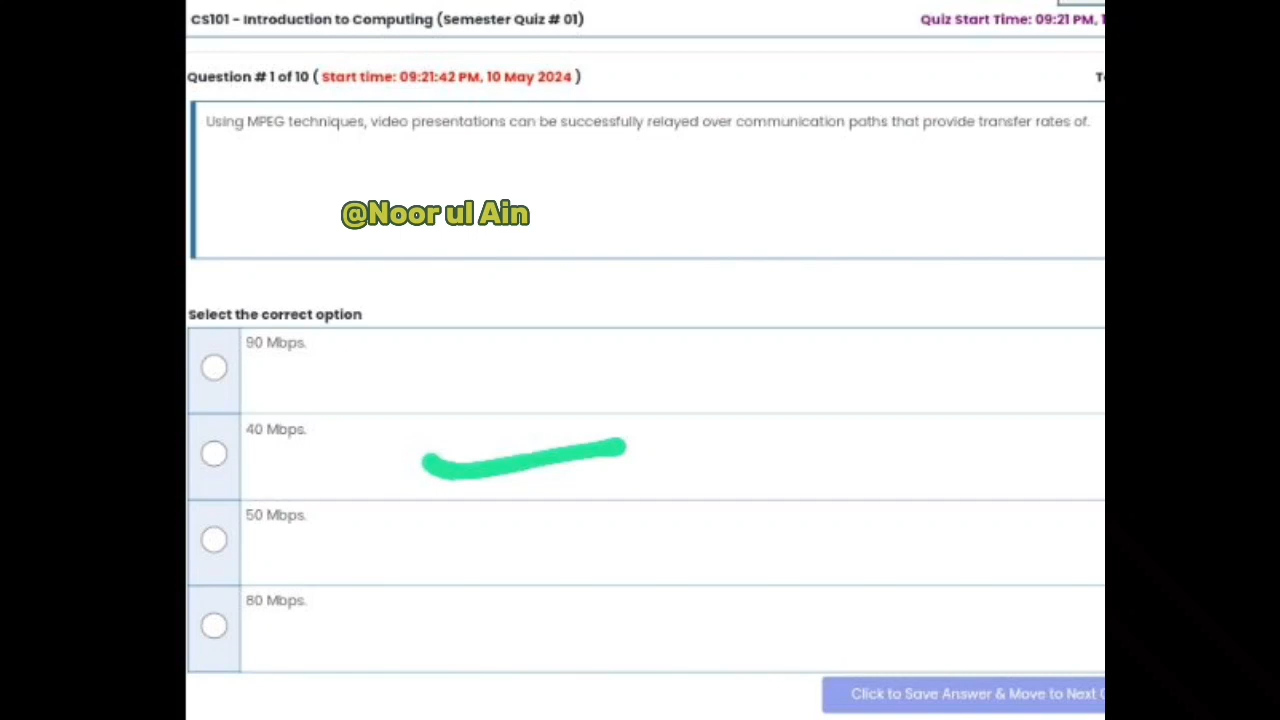 CS101 - Introduction to Computing (Semester Quiz # 01)
Quiz Start Time: 09:21 PM, 1
Question # 1 of 10 ( Start time: 09:21:42 PM, 10 May 2024 )
Using MPEG techniques, video presentations can be successfully relayed over communication paths that provide transfer rates of.
@Noor ul Ain
Select the correct option
90 Mbps.
40 Mbps.
50 Mbps.
80 Mbps.
Click to Save Answer & Move to Next